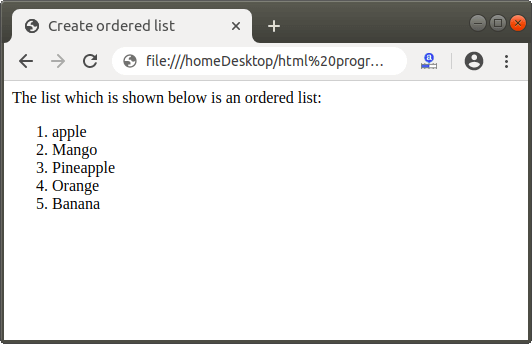 Create ordered list
file:///homeDesktop/html%20progr…
The list which is shown below is an ordered list:
1. apple
2. Mango
3. Pineapple
4. Orange
5. Banana